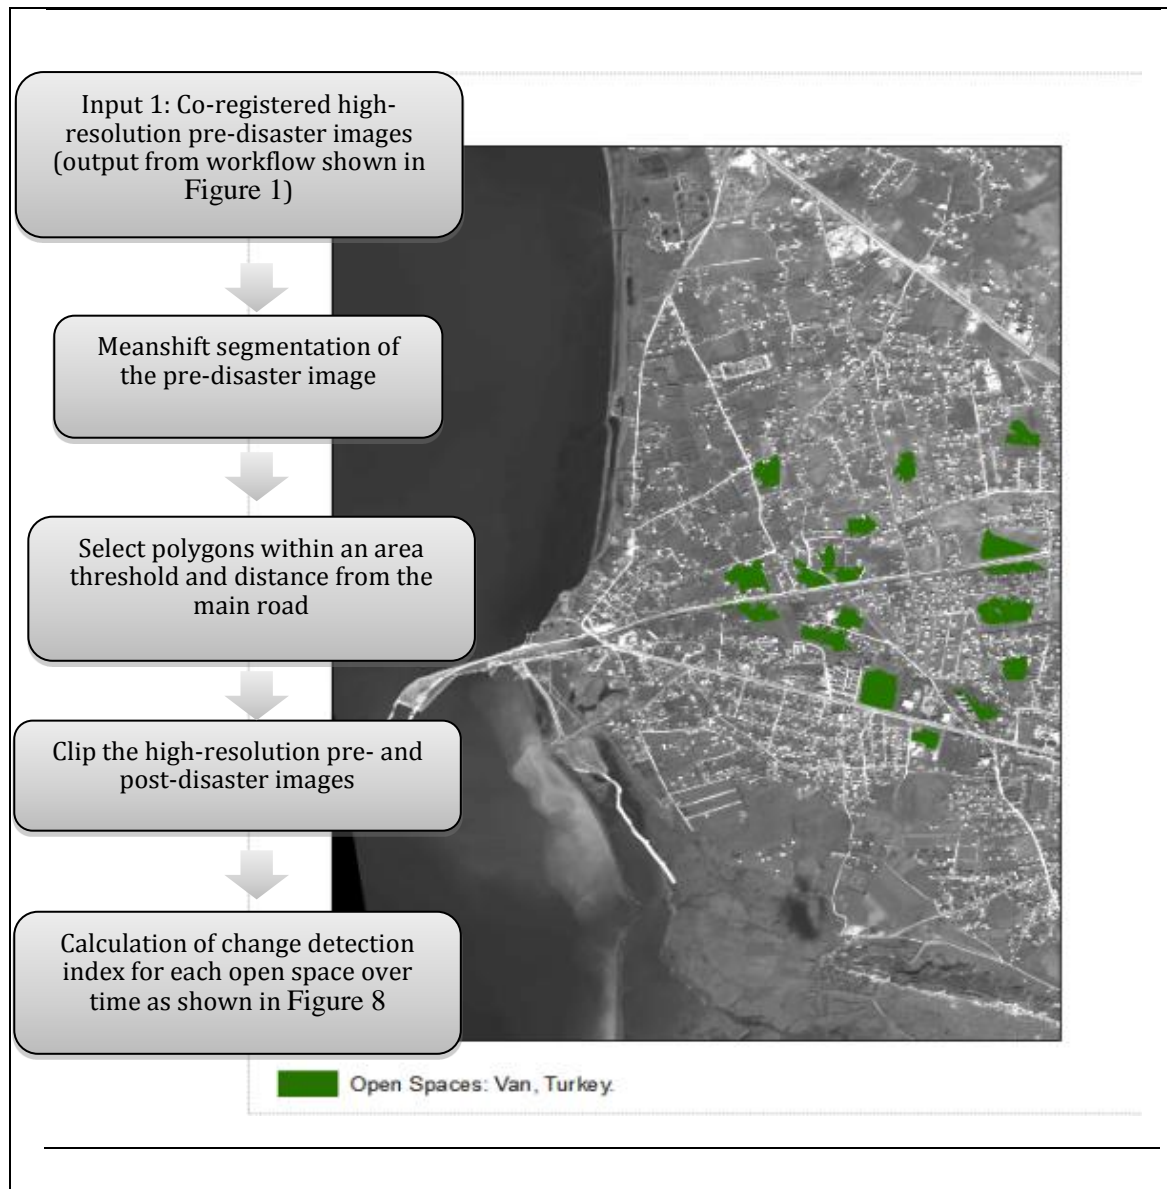 Input 1: Co-registered high-
resolution pre-disaster images
(output from workflow shown in
Figure 1)
Meanshift segmentation of
the pre-disaster image
Select polygons within an area
threshold and distance from the
main road
Clip the high-resolution pre- and
post-disaster images
Calculation of change detection
index for each open space over
time as shown in Figure 8
Open Spaces: Van, Turkey.